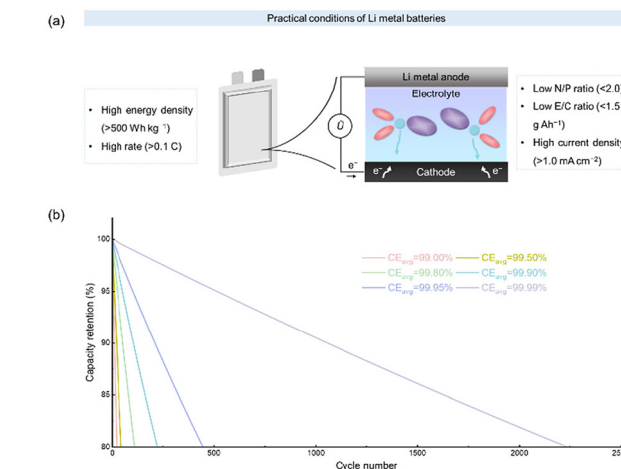 (a)
Practical conditions of Li metal batteries
• High energy density
(>500 Wh kg⁻¹)
• High rate (>0.1 C)
Li metal anode
Electrolyte
e⁻
e⁻
Cathode
e⁻
• Low N/P ratio (<2.0)
• Low E/C ratio (<1.5
g Ah⁻¹)
• High current density
(>1.0 mA cm⁻²)
(b)
Capacity retention (%)
100
95
90
85
80
CEavg=99.00%
CEavg=99.50%
CEavg=99.80%
CEavg=99.90%
CEavg=99.95%
CEavg=99.99%
0
500
1000
1500
2000
Cycle number